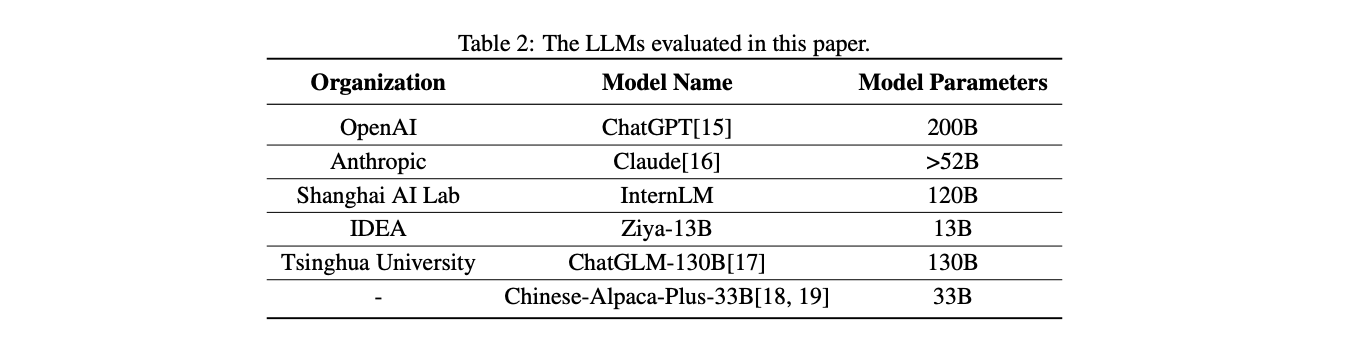 Table 2: The LLMs evaluated in this paper.
Organization Model Name Model Parameters
OpenAI ChatGPT[15] 200B
Anthropic Claude[16] >52B
Shanghai AI Lab InternLM 120B
IDEA Ziya-13B 13B
Tsinghua University ChatGLM-130B[17] 130B
- Chinese-Alpaca-Plus-33B[18, 19] 33B